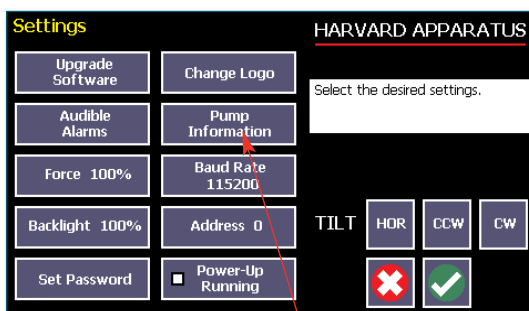 Settings
HARVARD APPARATUS
Upgrade
Software
Change Logo
Select the desired settings.
Audible
Alarms
Pump
Information
Force 100%
Baud Rate
115200
Backlight 100%
Address 0
TILT
HOR
CCW
CW
Set Password
Power-Up
Running